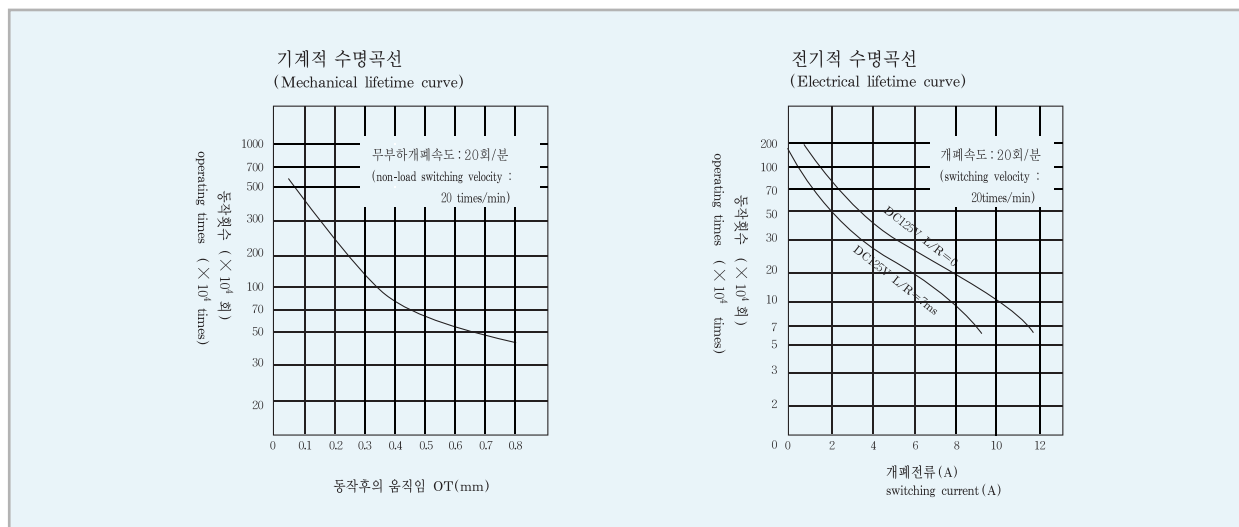 기계적 수명곡선
(Mechanical lifetime curve)
무부하개폐속도 : 20회/분
(non-load switching velocity :
20 times/min)
동작횟수 (× 10⁴ 회)
operating times (× 10⁴ times)
1000
700
500
300
200
100
70
50
30
20
0 0.1 0.2 0.3 0.4 0.5 0.6 0.7 0.8
동작후의 움직임 OT(mm)
전기적 수명곡선
(Electrical lifetime curve)
개폐속도 : 20회/분
(switching velocity :
20times/min)
동작횟수 (× 10⁴회)
operating times (× 10⁴ times)
200
100
70
50
30
20
10
7
5
3
2
0 0 2 4 6 8 10 12
DC125V L/R=0
DC125V L/R=7ms
개폐전류(A)
switching current(A)